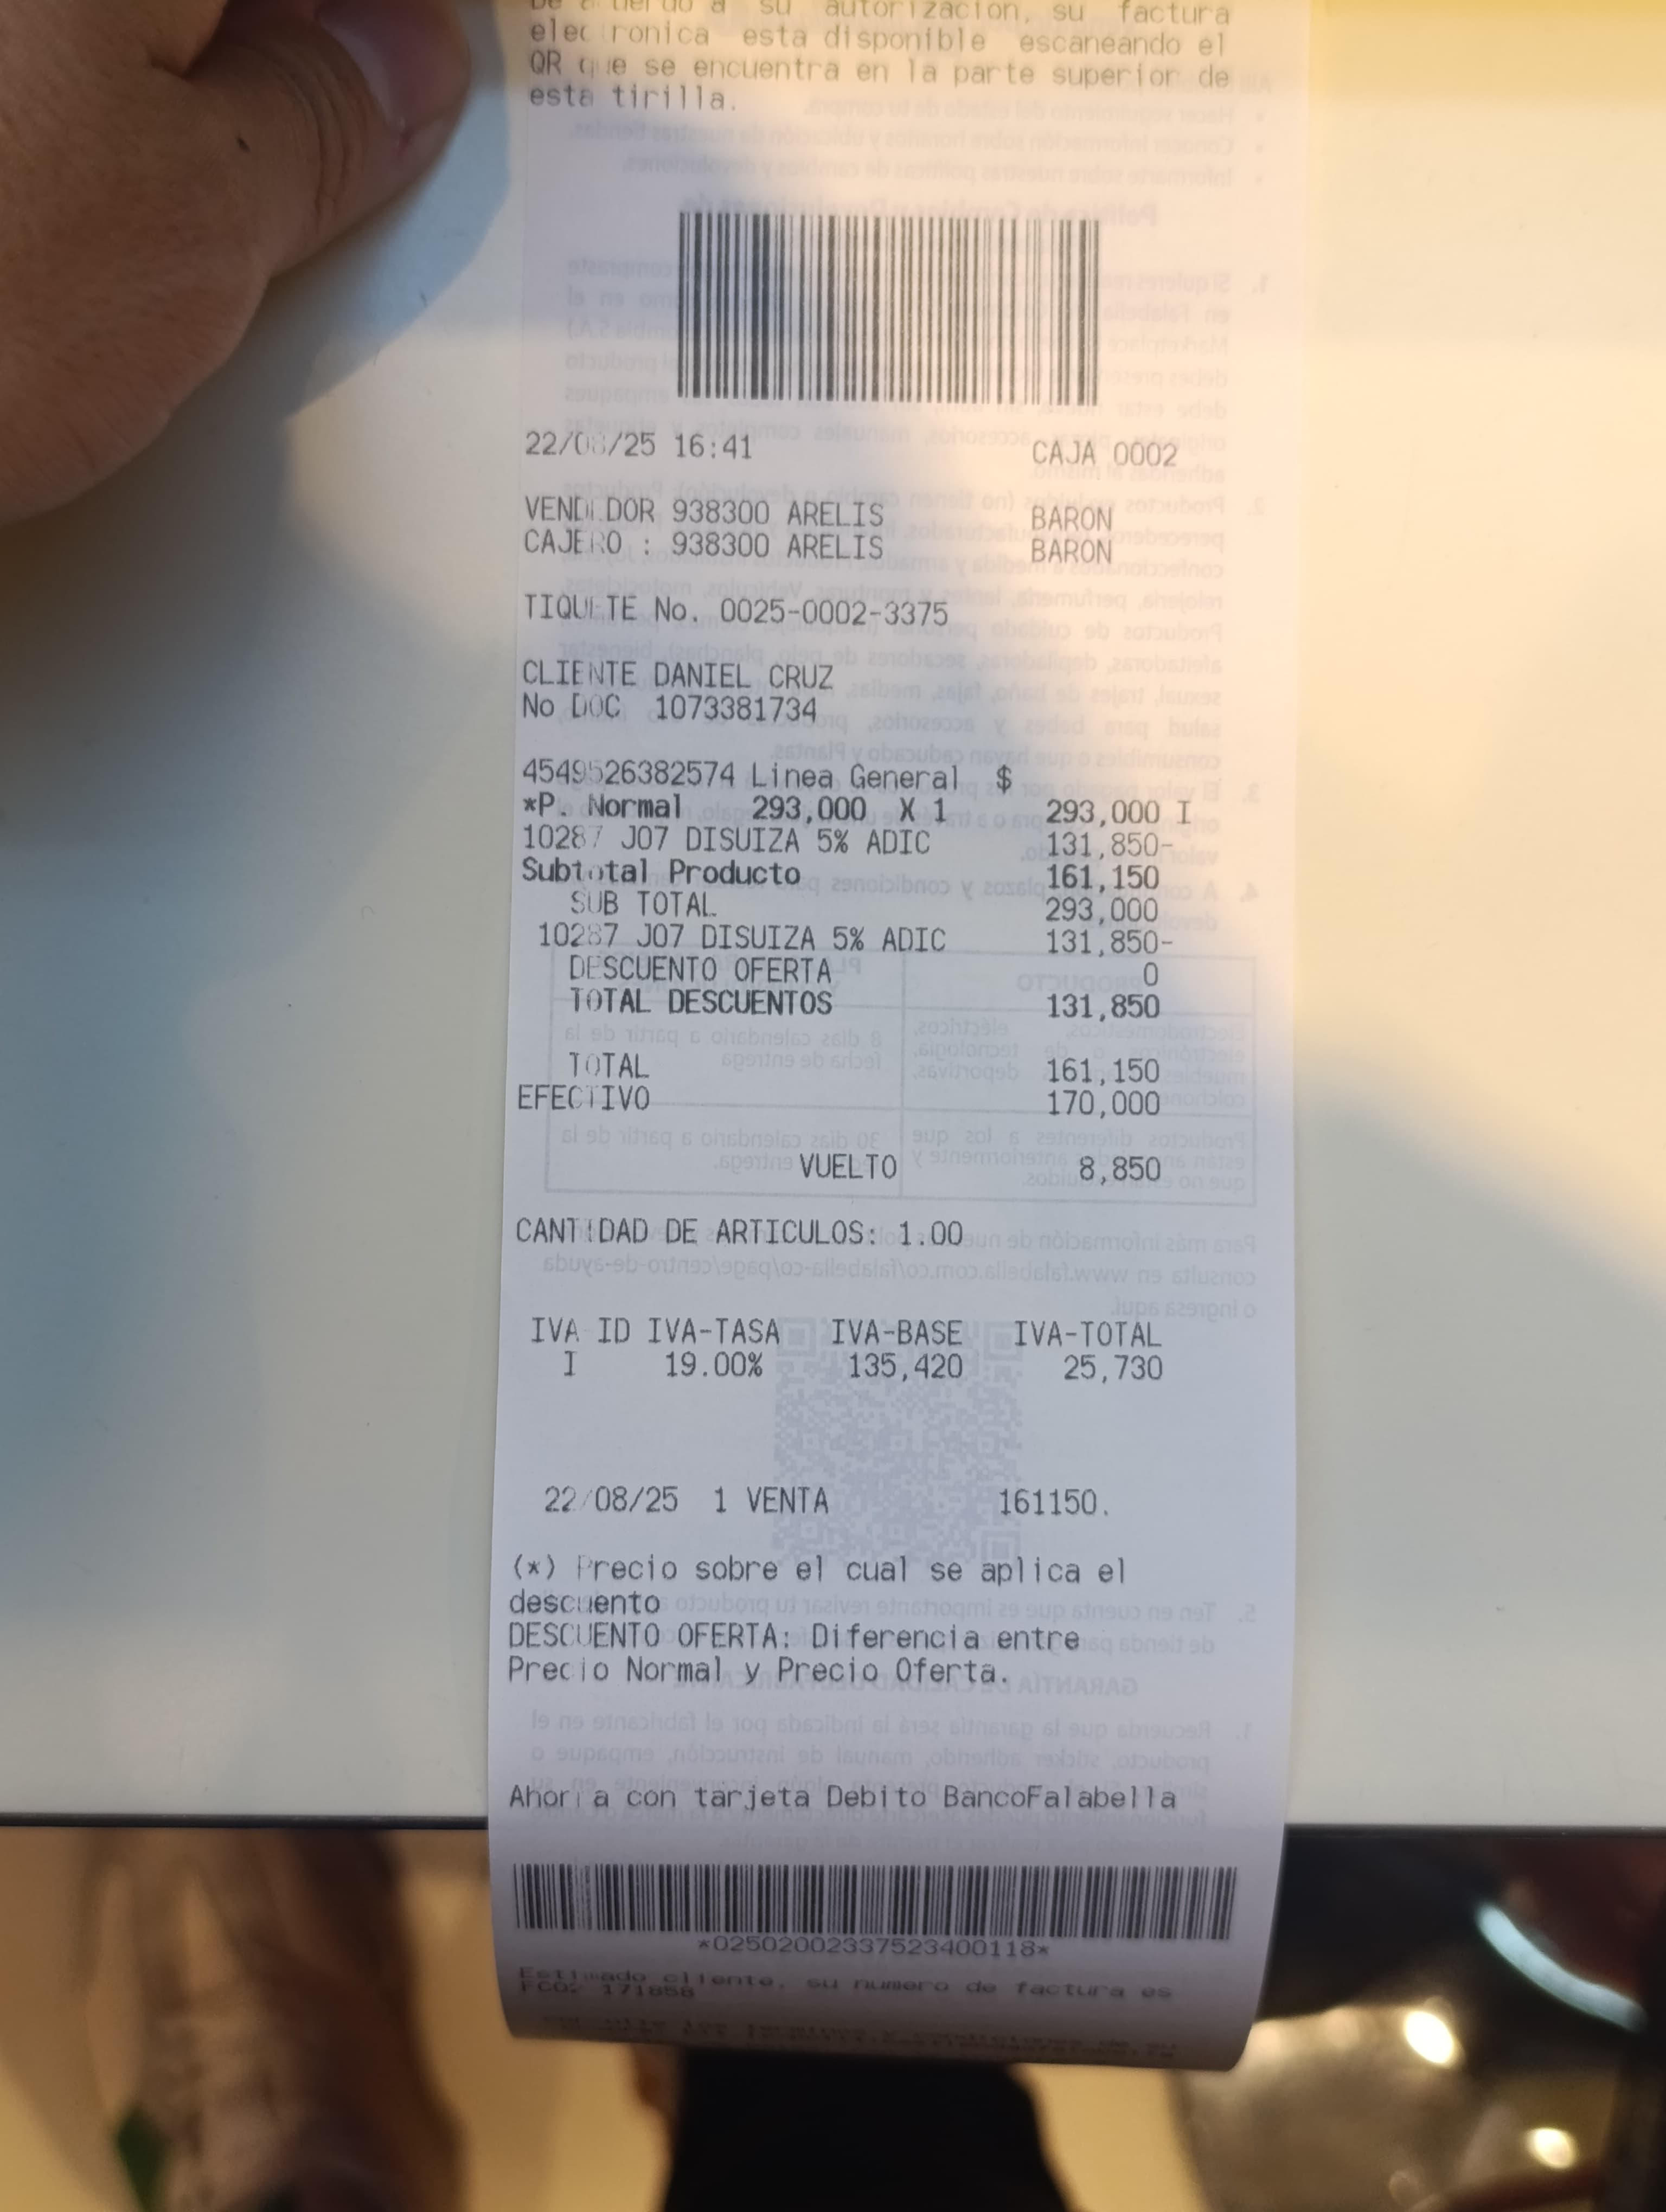 De acuerdo a su autorizacion, su factura
electronica esta disponible escaneando el
QR que se encuentra en la parte superior de
esta tirilla.
22/08/25 16:41 CAJA 0002
VENDEDOR 938300 ARELIS BARON
CAJERO : 938300 ARELIS BARON
TIQUETE No. 0025-0002-3375
CLIENTE DANIEL CRUZ
No DOC 1073381734
4549526382574 Linea General $
*P. Normal 293,000 X 1 293,000 I
10287 J07 DISUIZA 5% ADIC 131,850-
Subtotal Producto 161,150
SUB TOTAL 293,000
10287 J07 DISUIZA 5% ADIC 131,850-
DESCUENTO OFERTA 0
TOTAL DESCUENTOS 131,850
TOTAL 161,150
EFECTIVO 170,000
VUELTO 8,850
CANTIDAD DE ARTICULOS: 1.00
IVA ID IVA-TASA IVA-BASE IVA-TOTAL
I 19.00% 135,420 25,730
22/08/25 1 VENTA 161150.
(*) Precio sobre el cual se aplica el
descuento
DESCUENTO OFERTA: Diferencia entre
Precio Normal y Precio Oferta.
Ahorra con tarjeta Debito BancoFalabella
*02502002337523400118*
Estimado cliente, su numero de factura es